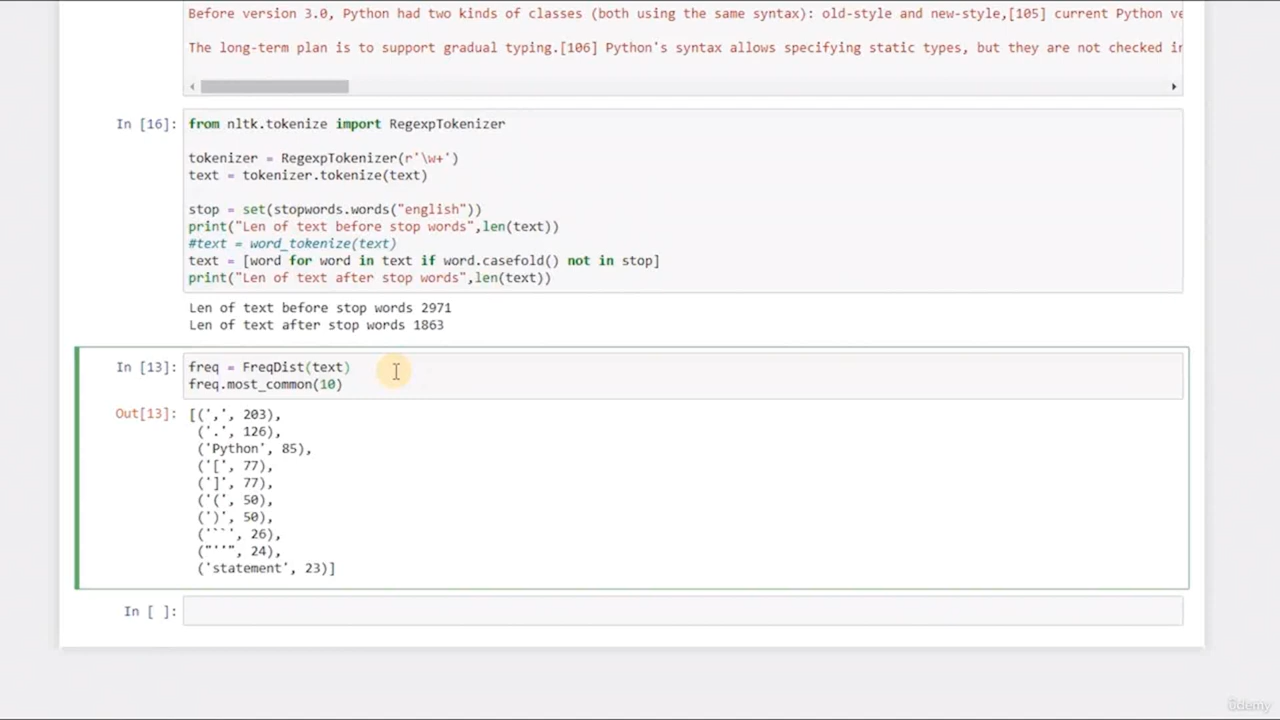 Before version 3.0, Python had two kinds of classes (both using the same syntax): old-style and new-style,[105] current Python ve
The long-term plan is to support gradual typing.[106] Python's syntax allows specifying static types, but they are not checked in
In [16]:
from nltk.tokenize import RegexpTokenizer
tokenizer = RegexpTokenizer(r'\w+')
text = tokenizer.tokenize(text)
stop = set(stopwords.words("english"))
print("Len of text before stop words",len(text))
#text = word_tokenize(text)
text = [word for word in text if word.casefold() not in stop]
print("Len of text after stop words",len(text))
Len of text before stop words 2971
Len of text after stop words 1863
In [13]:
freq = FreqDist(text)
freq.most_common(10)
Out[13]:
[(',', 203),
('.', 126),
('Python', 85),
('[', 77),
(']', 77),
('(', 50),
(')', 50),
('``', 26),
("''", 24),
('statement', 23)]
In [ ]:
ûdemy